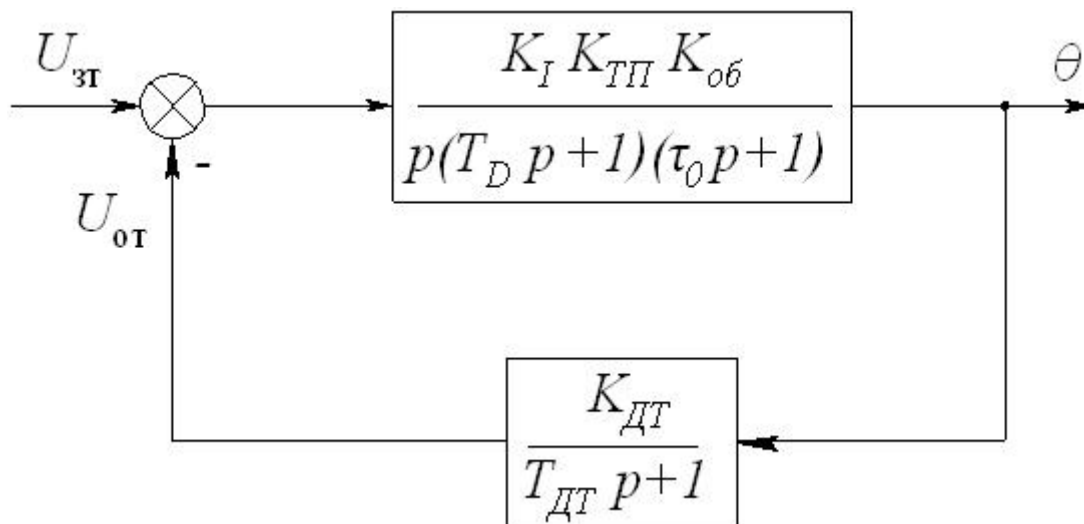 U_зт
K_I K_ТП K_об
p(T_D p+1)(τ_0 p+1)
θ
-
U_от
K_ДТ
T_ДТ p+1